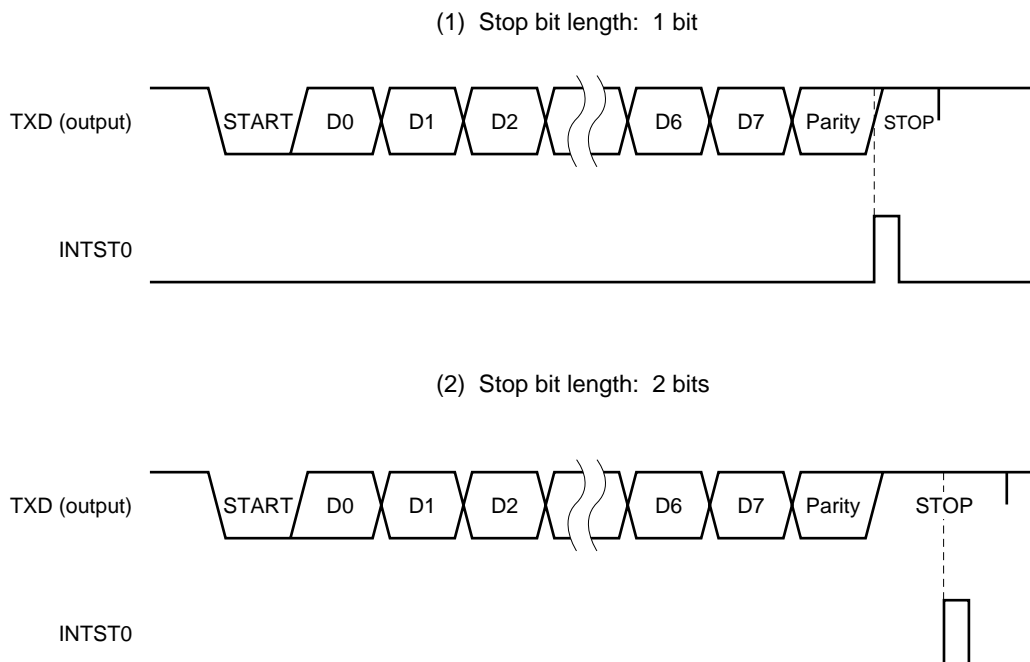 (1) Stop bit length: 1 bit
TXD (output) START D0 D1 D2 D6 D7 Parity STOP
INTST0
(2) Stop bit length: 2 bits
TXD (output) START D0 D1 D2 D6 D7 Parity STOP
INTST0